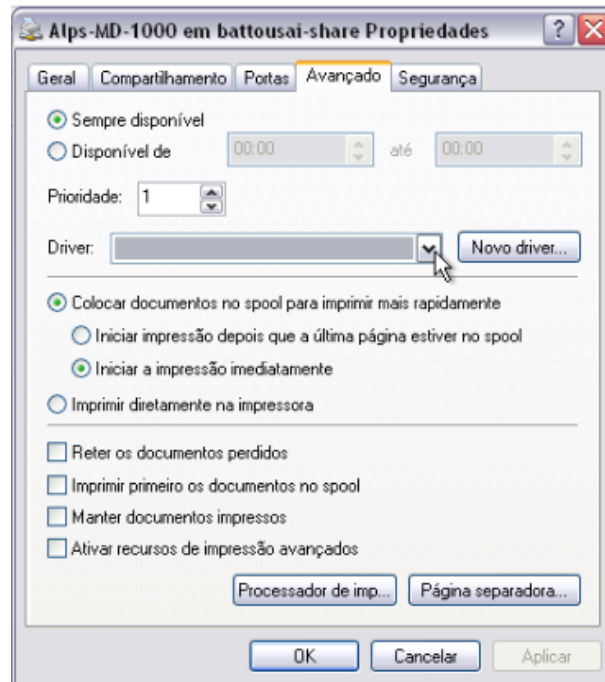 Alps-MD-1000 em battousai-share Propriedades
Geral Compartilhamento Portas Avançado Segurança
Sempre disponível
Disponível de 00:00 até 00:00
Prioridade: 1
Driver: Novo driver...
Colocar documentos no spool para imprimir mais rapidamente
Iniciar impressão depois que a última página estiver no spool
Iniciar a impressão imediatamente
Imprimir diretamente na impressora
Reter os documentos perdidos
Imprimir primeiro os documentos no spool
Manter documentos impressos
Ativar recursos de impressão avançados
Processador de imp... Página separadora...
OK Cancelar Aplicar